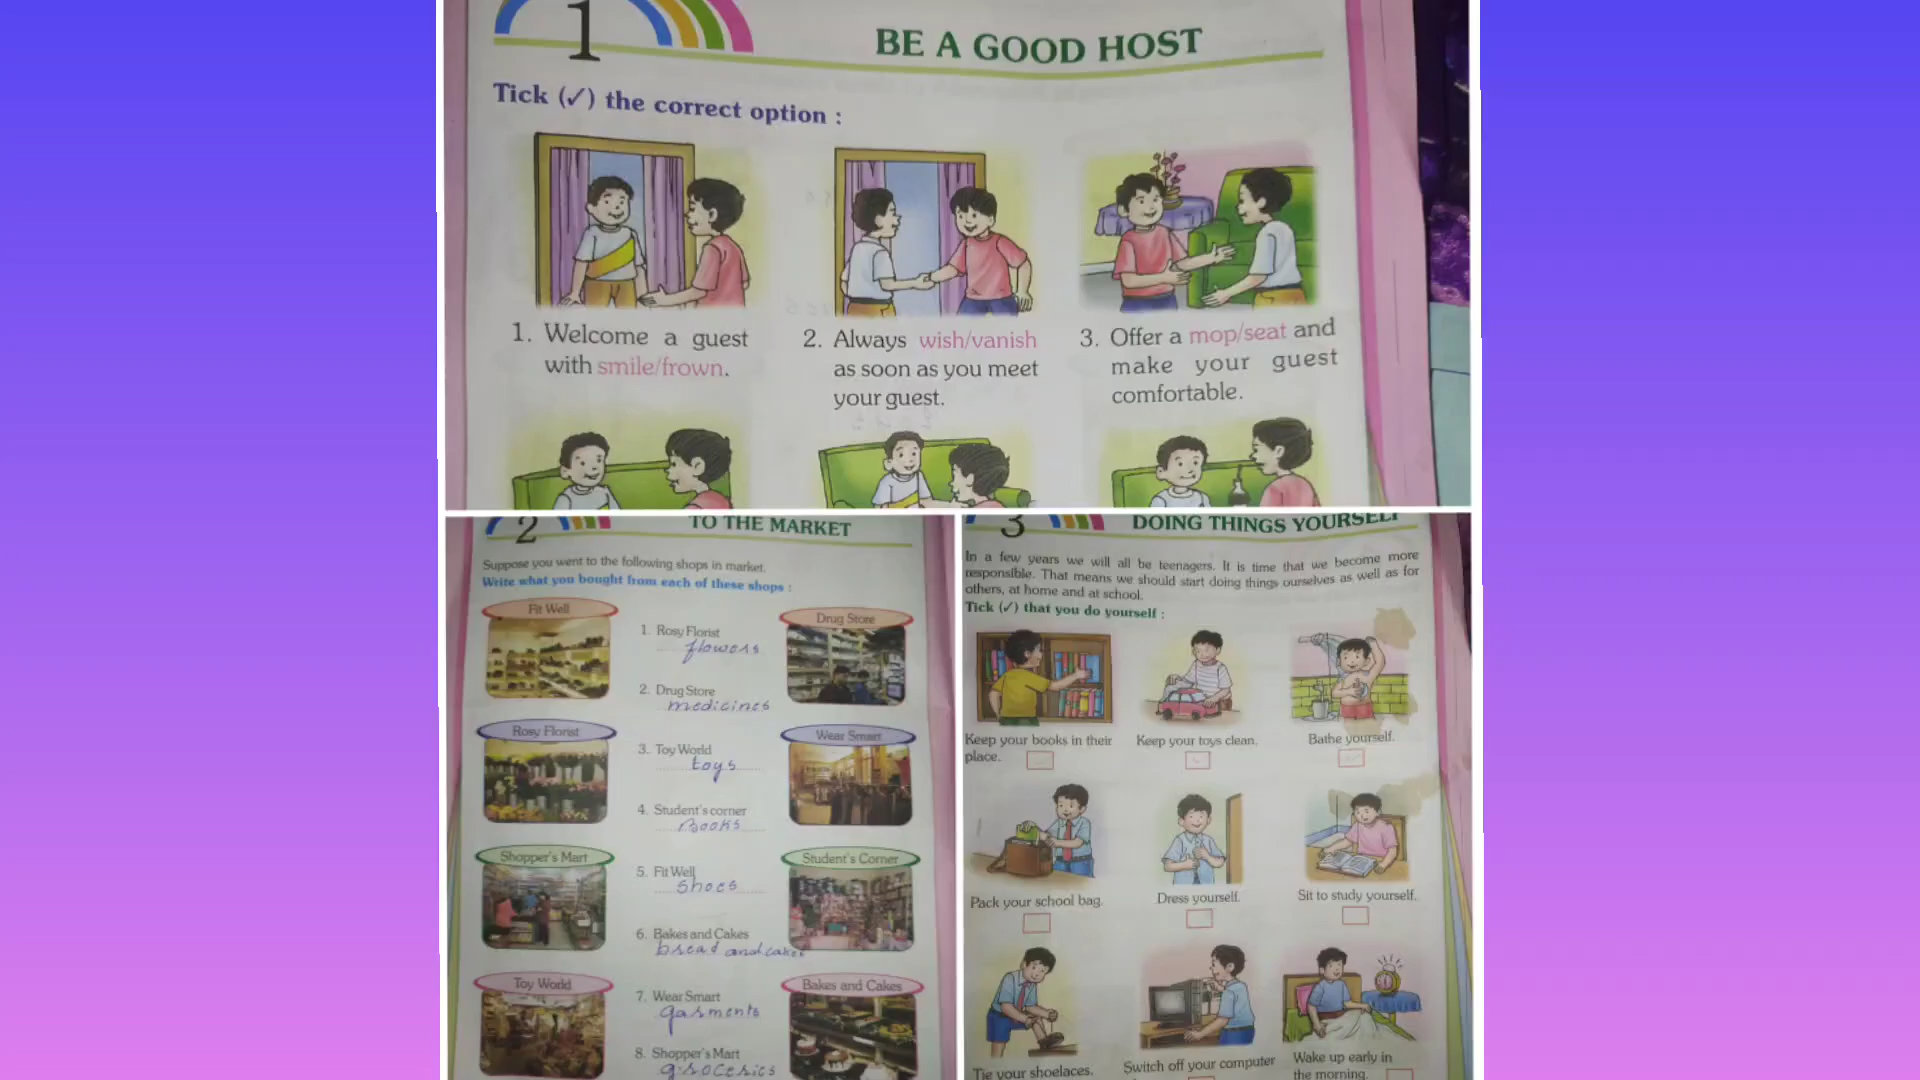 1
BE A GOOD HOST
Tick (✓) the correct option :
1. Welcome a guest
with smile/frown.
2. Always wish/vanish
as soon as you meet
your guest.
3. Offer a mop/seat and
make your guest
comfortable.
2
TO THE MARKET
Suppose you went to the following shops in market.
Write what you bought from each of these shops :
Fit Well
Drug Store
Rosy Florist
Wear Smart
Shopper's Mart
Student's Corner
Toy World
Bakes and Cakes
1. Rosy Florist
flowers
2. Drug Store
medicines
3. Toy World
toys
4. Student's corner
Books
5. Fit Well
shoes
6. Bakes and Cakes
bread and cakes
7. Wear Smart
garments
8. Shopper's Mart
groceries
3
DOING THINGS YOURSELF
In a few years we will all be teenagers. It is time that we become more
responsible. That means we should start doing things ourselves as well as for
others, at home and at school.
Tick (✓) that you do yourself :
Keep your books in their
place.
Keep your toys clean.
Bathe yourself.
Pack your school bag.
Dress yourself.
Sit to study yourself.
Tie your shoelaces.
Switch off your computer
Wake up early in
the morning.